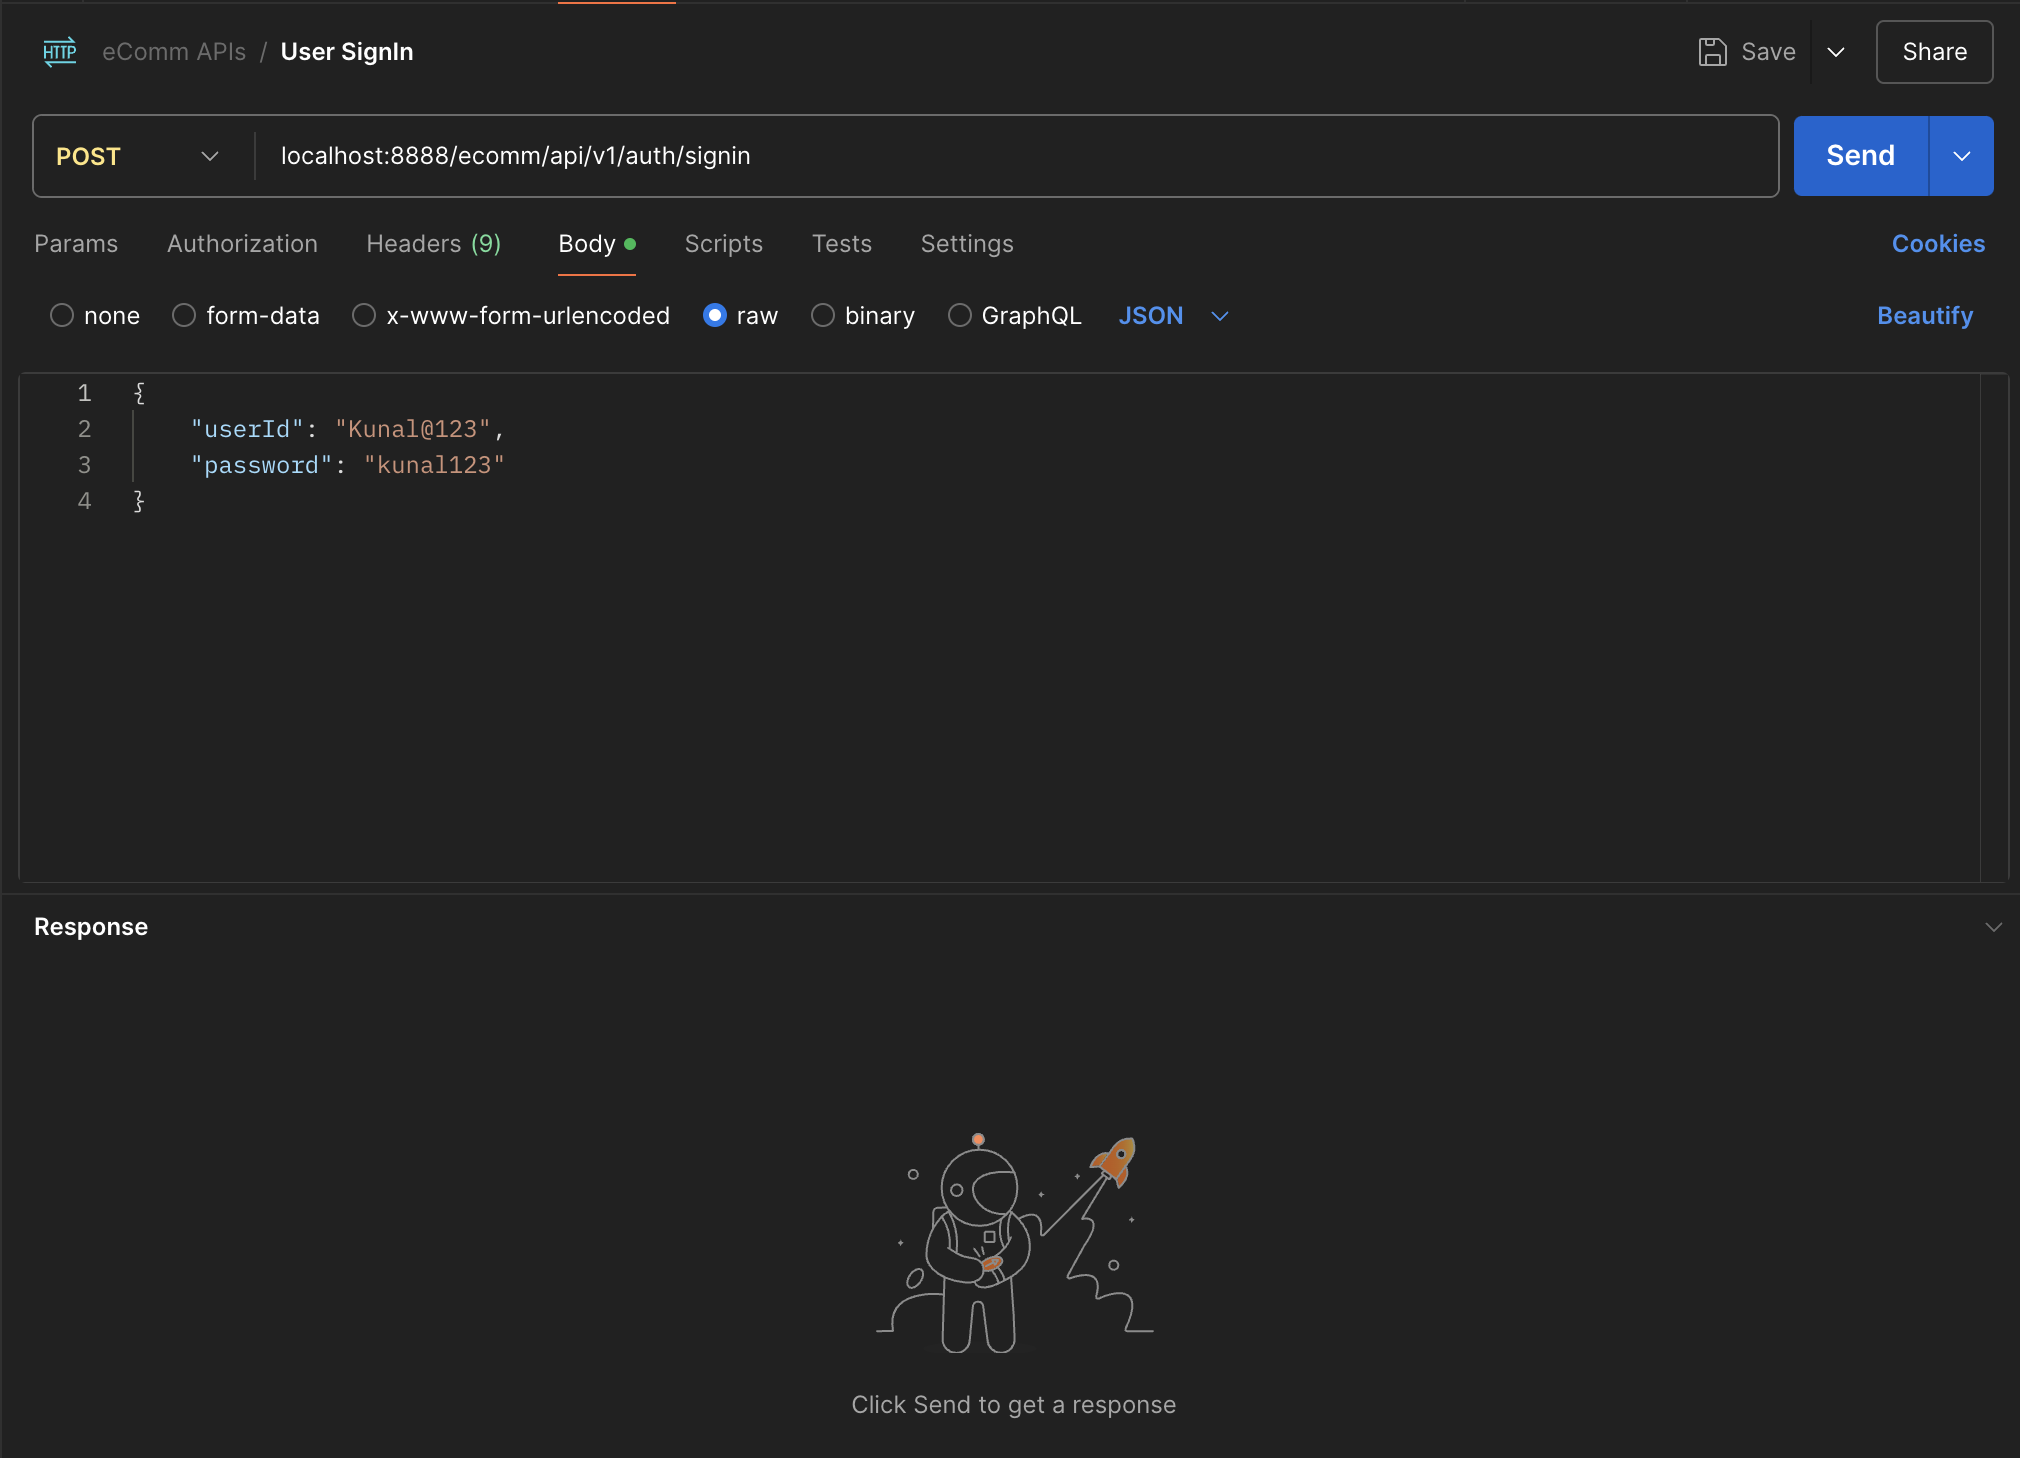 HTTP eComm APIs / User SignIn Save Share
POST localhost:8888/ecomm/api/v1/auth/signin Send
Params Authorization Headers (9) Body Scripts Tests Settings Cookies
none form-data x-www-form-urlencoded raw binary GraphQL JSON Beautify
1 {
2 "userId": "Kunal@123",
3 "password": "kunal123"
4 }
Response
Click Send to get a response